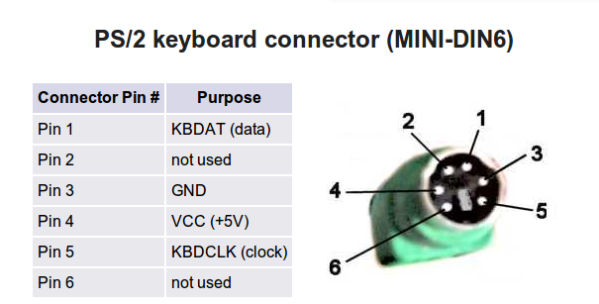 PS/2 keyboard connector (MINI-DIN6)
Connector Pin # Purpose
Pin 1 KBDAT (data)
Pin 2 not used
Pin 3 GND
Pin 4 VCC (+5V)
Pin 5 KBDCLK (clock)
Pin 6 not used
2 1
3
4
5
6